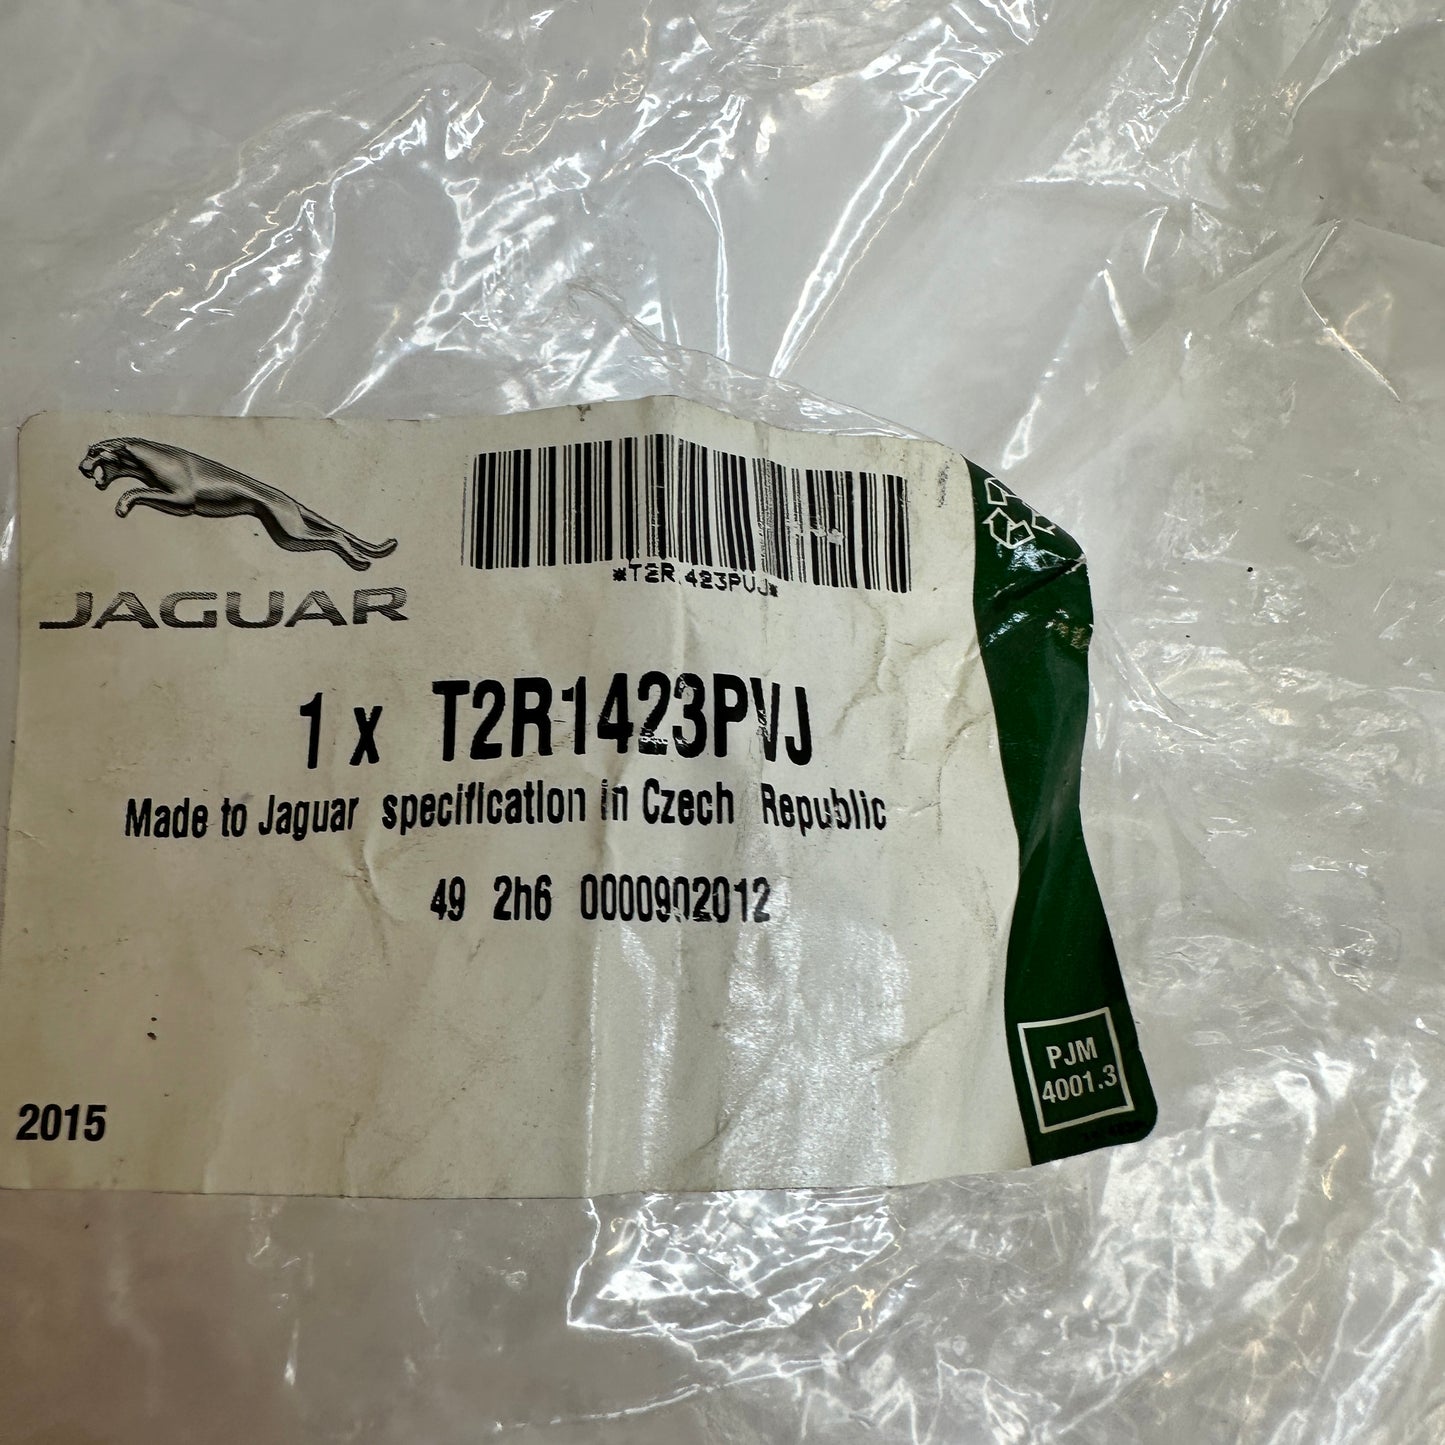 JAGUAR
*T2R1423PVJ*
1 x T2R1423PVJ
Made to Jaguar specification in Czech Republic
49 2h6 0000902012
PJM
4001.3
2015